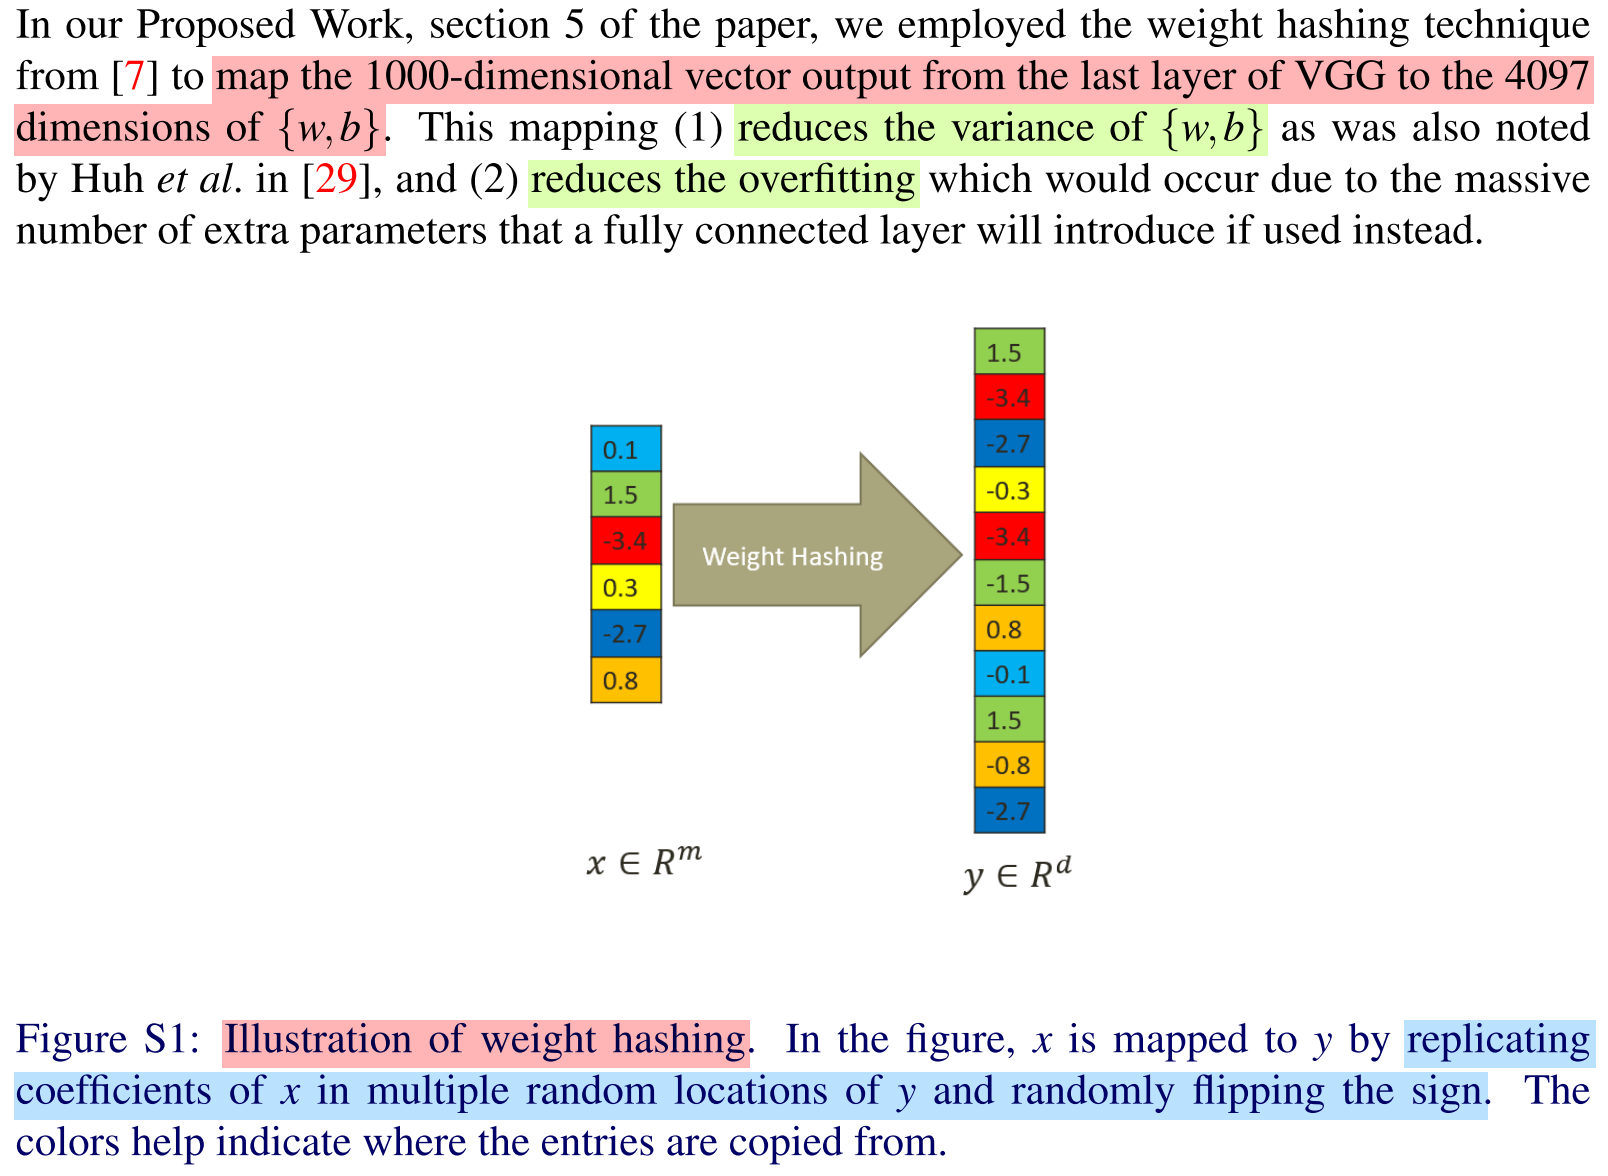 In our Proposed Work, section 5 of the paper, we employed the weight hashing technique
from [7] to map the 1000-dimensional vector output from the last layer of VGG to the 4097
dimensions of {w,b}. This mapping (1) reduces the variance of {w,b} as was also noted
by Huh et al. in [29], and (2) reduces the overfitting which would occur due to the massive
number of extra parameters that a fully connected layer will introduce if used instead.
0.1
1.5
-3.4
0.3
-2.7
0.8
x ∈ R^m
Weight Hashing
1.5
-3.4
-2.7
-0.3
-3.4
-1.5
0.8
-0.1
1.5
-0.8
-2.7
y ∈ R^d
Figure S1: Illustration of weight hashing. In the figure, x is mapped to y by replicating
coefficients of x in multiple random locations of y and randomly flipping the sign. The
colors help indicate where the entries are copied from.